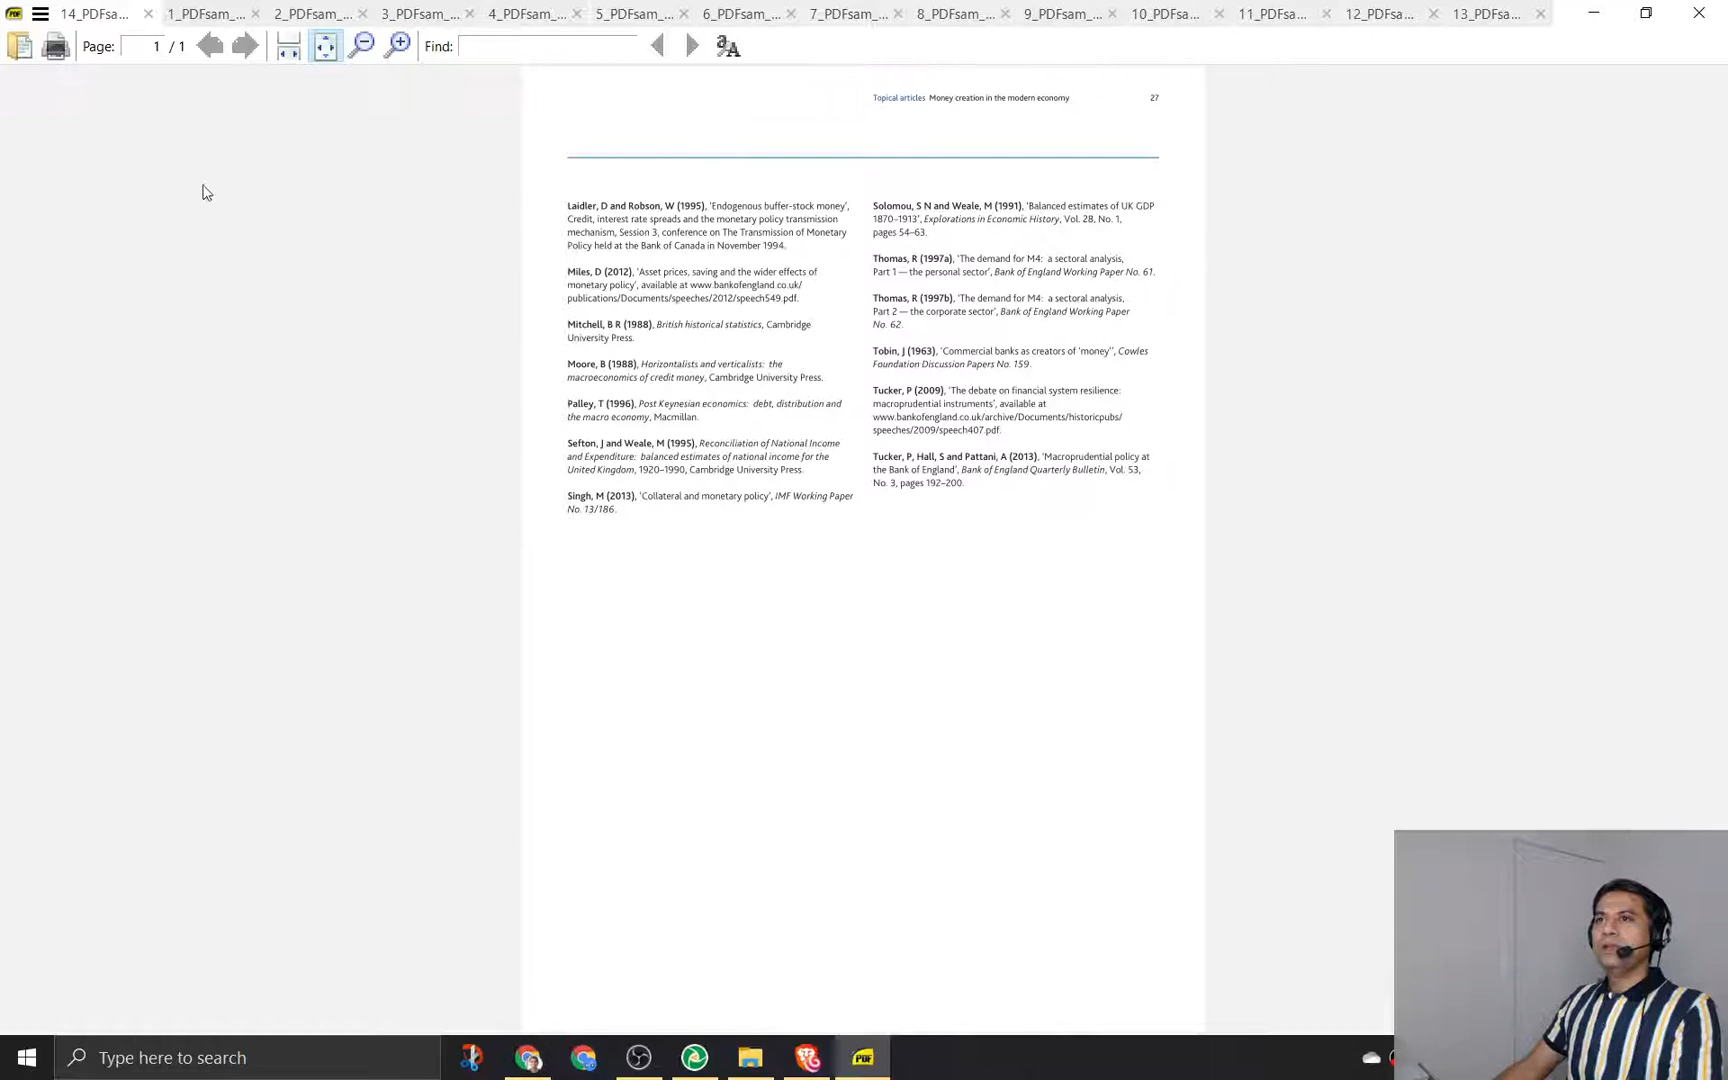 14_PDFsa...
1_PDFsam_...
2_PDFsam_...
3_PDFsam_...
4_PDFsam_...
5_PDFsam_...
6_PDFsam_...
7_PDFsam_...
8_PDFsam_...
9_PDFsam_...
10_PDFsa...
11_PDFsa...
12_PDFsa...
13_PDFsa...
Page: 1 / 1
Find:
Topical articles Money creation in the modern economy 27
Laidler, D and Robson, W (1995), ‘Endogenous buffer-stock money’,
Credit, interest rate spreads and the monetary policy transmission
mechanism, Session 3, conference on The Transmission of Monetary
Policy held at the Bank of Canada in November 1994.
Miles, D (2012), ‘Asset prices, saving and the wider effects of
monetary policy’, available at www.bankofengland.co.uk/
publications/Documents/speeches/2012/speech549.pdf.
Mitchell, B R (1988), British historical statistics, Cambridge
University Press.
Moore, B (1988), Horizontalists and verticalists: the
macroeconomics of credit money, Cambridge University Press.
Palley, T (1996), Post Keynesian economics: debt, distribution and
the macro economy, Macmillan.
Sefton, J and Weale, M (1995), Reconciliation of National Income
and Expenditure: balanced estimates of national income for the
United Kingdom, 1920–1990, Cambridge University Press.
Singh, M (2013), ‘Collateral and monetary policy’, IMF Working Paper
No. 13/186.
Solomou, S N and Weale, M (1991), ‘Balanced estimates of UK GDP
1870–1913’, Explorations in Economic History, Vol. 28, No. 1,
pages 54–63.
Thomas, R (1997a), ‘The demand for M4: a sectoral analysis,
Part 1 — the personal sector’, Bank of England Working Paper No. 61.
Thomas, R (1997b), ‘The demand for M4: a sectoral analysis,
Part 2 — the corporate sector’, Bank of England Working Paper
No. 62.
Tobin, J (1963), ‘Commercial banks as creators of ‘money’’, Cowles
Foundation Discussion Papers No. 159.
Tucker, P (2009), ‘The debate on financial system resilience:
macroprudential instruments’, available at
www.bankofengland.co.uk/archive/Documents/historicpubs/
speeches/2009/speech407.pdf.
Tucker, P, Hall, S and Pattani, A (2013), ‘Macroprudential policy at
the Bank of England’, Bank of England Quarterly Bulletin, Vol. 53,
No. 3, pages 192–200.
Type here to search
PDF